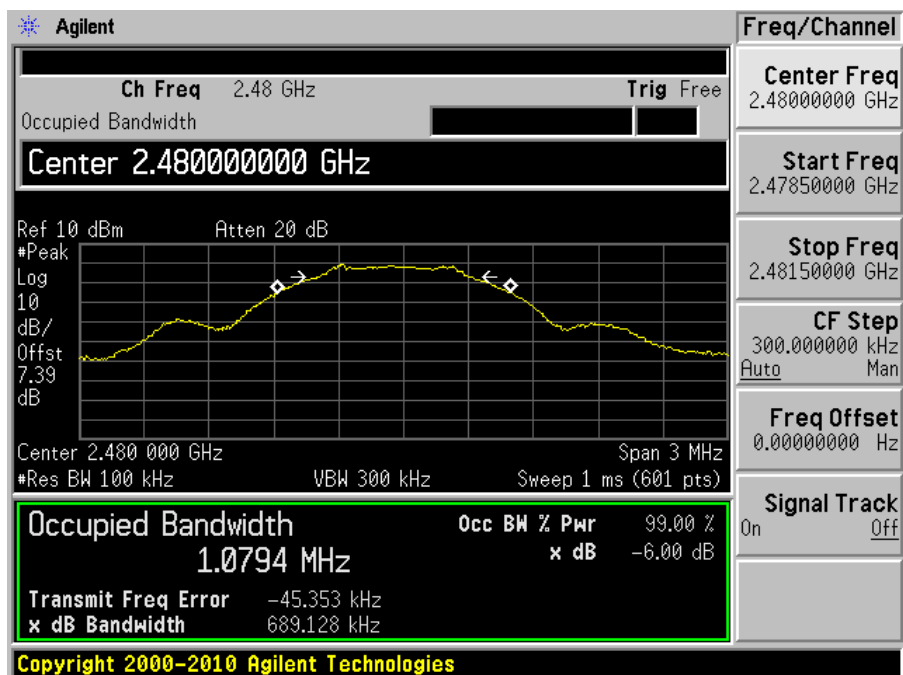 Agilent
Freq/Channel
Ch Freq 2.48 GHz Trig Free
Occupied Bandwidth
Center 2.480000000 GHz
Ref 10 dBm Atten 20 dB
#Peak
Log
10
dB/
Offst
7.39
dB
Center 2.480 000 GHz Span 3 MHz
#Res BW 100 kHz VBW 300 kHz Sweep 1 ms (601 pts)
Occupied Bandwidth
1.0794 MHz
Occ BW % Pwr 99.00 %
x dB -6.00 dB
Transmit Freq Error -45.353 kHz
x dB Bandwidth 689.128 kHz
Copyright 2000-2010 Agilent Technologies
Center Freq
2.48000000 GHz
Start Freq
2.47850000 GHz
Stop Freq
2.48150000 GHz
CF Step
300.000000 kHz
Auto Man
Freq Offset
0.00000000 Hz
Signal Track
On Off